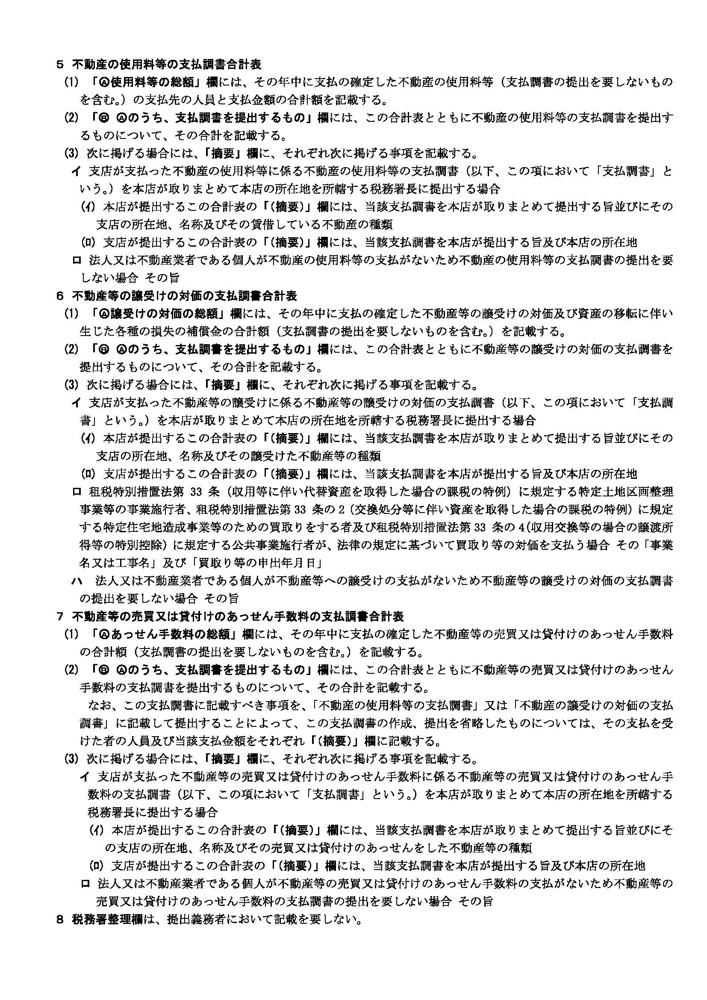 5 不動産の使用料等の支払調書合計表
(1) 「Ⓐ使用料等の総額」欄には、その年中に支払の確定した不動産の使用料等（支払調書の提出を要しないもの
を含む。）の支払先の人員と支払金額の合計額を記載する。
(2) 「Ⓑ Ⓐのうち、支払調書を提出するもの」欄には、この合計表とともに不動産の使用料等の支払調書を提出す
るものについて、その合計を記載する。
(3) 次に掲げる場合には、「摘要」欄に、それぞれ次に掲げる事項を記載する。
イ 支店が支払った不動産の使用料等に係る不動産の使用料等の支払調書（以下、この項において「支払調書」と
いう。）を本店が取りまとめて本店の所在地を所轄する税務署長に提出する場合
(ｲ) 本店が提出するこの合計表の「（摘要）」欄には、当該支払調書を本店が取りまとめて提出する旨並びにその
支店の所在地、名称及びその賃借している不動産の種類
(ﾛ) 支店が提出するこの合計表の「（摘要）」欄には、当該支払調書を本店が提出する旨及び本店の所在地
ロ 法人又は不動産業者である個人が不動産の使用料等の支払がないため不動産の使用料等の支払調書の提出を要
しない場合 その旨
6 不動産等の譲受けの対価の支払調書合計表
(1) 「Ⓐ譲受けの対価の総額」欄には、その年中に支払の確定した不動産等の譲受けの対価及び資産の移転に伴い
生じた各種の損失の補償金の合計額（支払調書の提出を要しないものを含む。）を記載する。
(2) 「Ⓑ Ⓐのうち、支払調書を提出するもの」欄には、この合計表とともに不動産等の譲受けの対価の支払調書を
提出するものについて、その合計を記載する。
(3) 次に掲げる場合には、「摘要」欄に、それぞれ次に掲げる事項を記載する。
イ 支店が支払った不動産等の譲受けに係る不動産等の譲受けの対価の支払調書（以下、この項において「支払調
書」という。）を本店が取りまとめて本店の所在地を所轄する税務署長に提出する場合
(ｲ) 本店が提出するこの合計表の「（摘要）」欄には、当該支払調書を本店が取りまとめて提出する旨並びにその
支店の所在地、名称及びその譲受けた不動産等の種類
(ﾛ) 支店が提出するこの合計表の「（摘要）」欄には、当該支払調書を本店が提出する旨及び本店の所在地
ロ 租税特別措置法第 33 条（収用等に伴い代替資産を取得した場合の課税の特例）に規定する特定土地区画整理
事業等の事業施行者、租税特別措置法第 33 条の 2（交換処分等に伴い資産を取得した場合の課税の特例）に規定
する特定住宅地造成事業等のための買取りをする者及び租税特別措置法第 33 条の 4（収用交換等の場合の譲渡所
得等の特別控除）に規定する公共事業施行者が、法律の規定に基づいて買取り等の対価を支払う場合 その「事業
名又は工事名」及び「買取り等の申出年月日」
ハ 法人又は不動産業者である個人が不動産等への譲受けの支払がないため不動産等の譲受けの対価の支払調書
の提出を要しない場合 その旨
7 不動産等の売買又は貸付けのあっせん手数料の支払調書合計表
(1) 「Ⓐあっせん手数料の総額」欄には、その年中に支払の確定した不動産等の売買又は貸付けのあっせん手数料
の合計額（支払調書の提出を要しないものを含む。）を記載する。
(2) 「Ⓑ Ⓐのうち、支払調書を提出するもの」欄には、この合計表とともに不動産等の売買又は貸付けのあっせん
手数料の支払調書を提出するものについて、その合計を記載する。
なお、この支払調書に記載すべき事項を、「不動産の使用料等の支払調書」又は「不動産の譲受けの対価の支払
調書」に記載して提出することによって、この支払調書の作成、提出を省略したものについては、その支払を受
けた者の人員及び当該支払金額をそれぞれ「（摘要）」欄に記載する。
(3) 次に掲げる場合には、「摘要」欄に、それぞれ次に掲げる事項を記載する。
イ 支店が支払った不動産等の売買又は貸付けのあっせん手数料に係る不動産等の売買又は貸付けのあっせん手
数料の支払調書（以下、この項において「支払調書」という。）を本店が取りまとめて本店の所在地を所轄する
税務署長に提出する場合
(ｲ) 本店が提出するこの合計表の「（摘要）」欄には、当該支払調書を本店が取りまとめて提出する旨並びにそ
の支店の所在地、名称及びその売買又は貸付けのあっせんをした不動産等の種類
(ﾛ) 支店が提出するこの合計表の「（摘要）」欄には、当該支払調書を本店が提出する旨及び本店の所在地
ロ 法人又は不動産業者である個人が不動産等の売買又は貸付けのあっせん手数料の支払がないため不動産等の
売買又は貸付けのあっせん手数料の支払調書の提出を要しない場合 その旨
8 税務署整理欄は、提出義務者において記載を要しない。